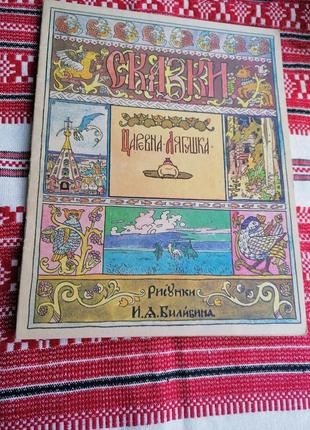 Сказки
Царевна-Лягушка
Рисунки
И. Я. Билибина.